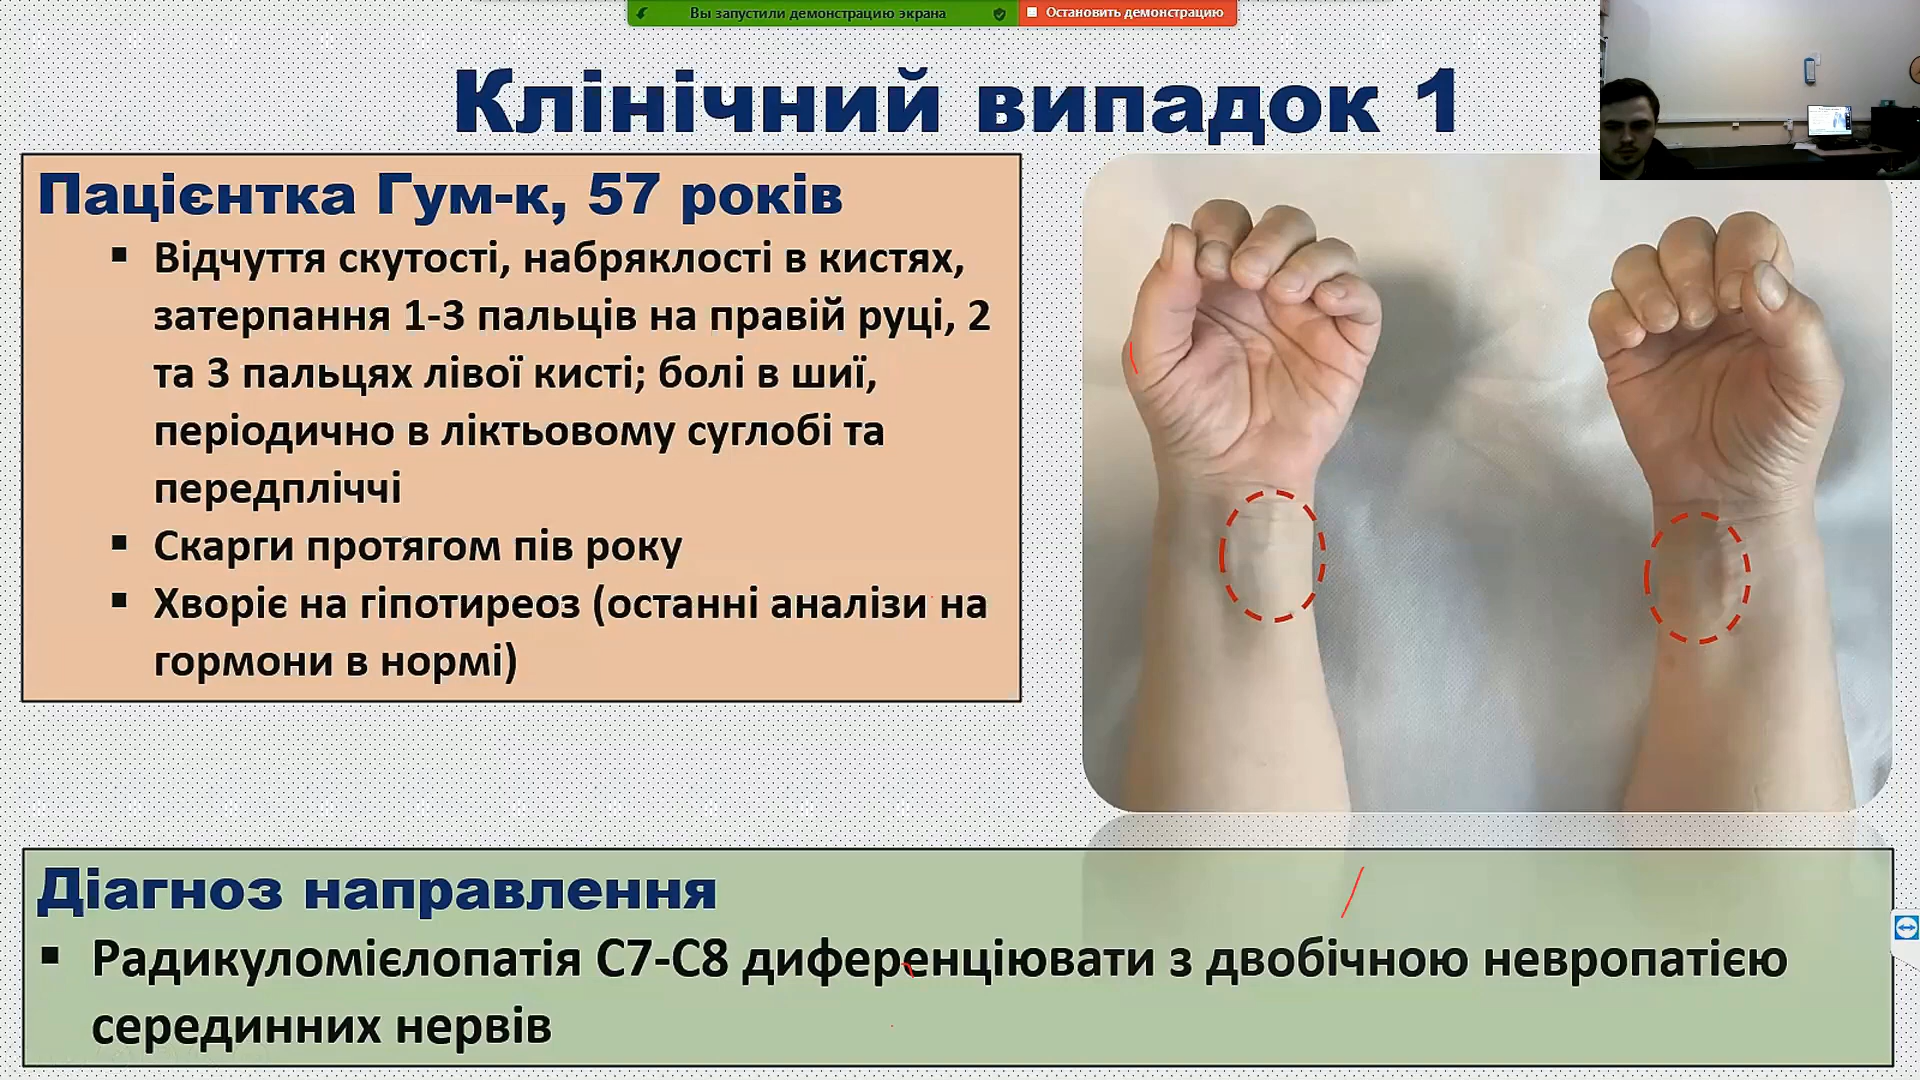 Вы запустили демонстрацию экрана
Остановить демонстрацию
Клінічний випадок 1
Пацієнтка Гум-к, 57 років
▪ Відчуття скутості, набряклості в кистях,
затерпання 1-3 пальців на правій руці, 2
та 3 пальцях лівої кисті; болі в шиї,
періодично в ліктьовому суглобі та
передпліччі
▪ Скарги протягом пів року
▪ Хворіє на гіпотиреоз (останні аналізи на
гормони в нормі)
Діагноз направлення
▪ Радикуломієлопатія С7-С8 диференціювати з двобічною невропатією
серединних нервів